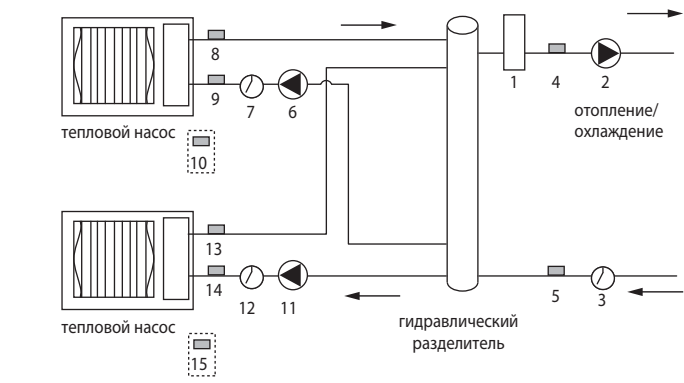 8
9
7
6
1
4
2
тепловой насос
отопление/
охлаждение
10
13
14
12
11
5
3
тепловой насос
гидравлический
разделитель
15